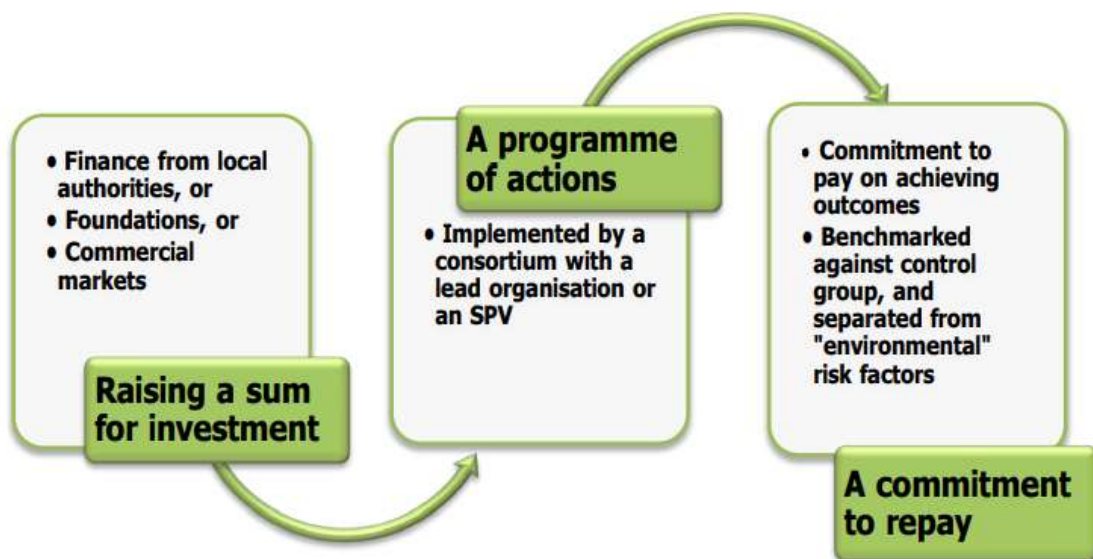 • Finance from local
authorities, or
• Foundations, or
• Commercial
markets
Raising a sum
for investment
A programme
of actions
• Implemented by a
consortium with a
lead organisation or
an SPV
• Commitment to
pay on achieving
outcomes
• Benchmarked
against control
group, and
separated from
"environmental"
risk factors
A commitment
to repay